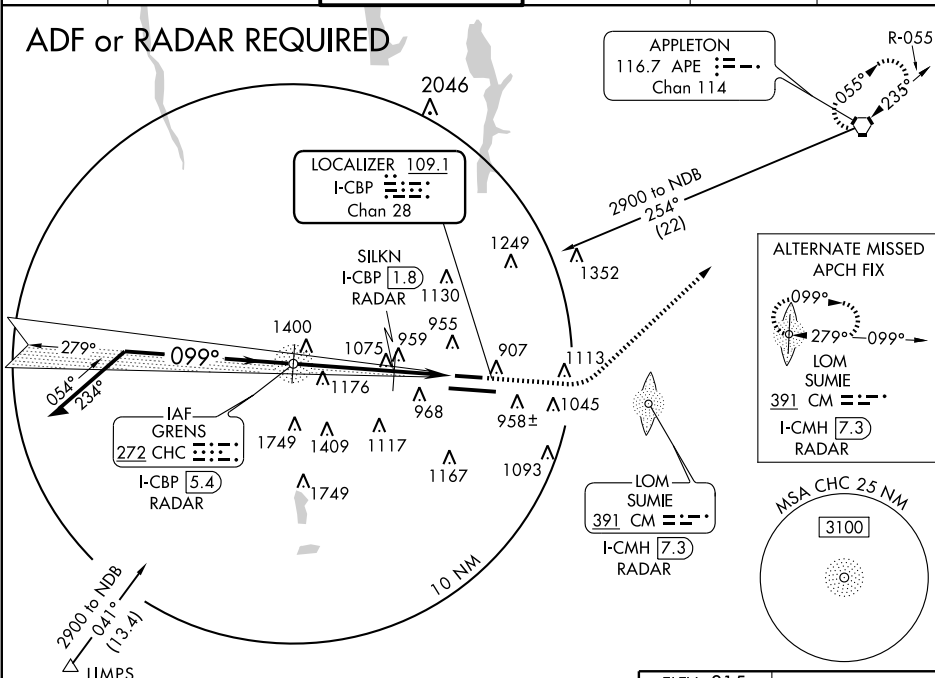 ADF or RADAR REQUIRED
APPLETON
116.7 APE
Chan 114
R-055
055°
235°
2046
LOCALIZER 109.1
I-CBP
Chan 28
2900 to NDB
254°
(22)
1249
1352
SILKN
I-CBP 1.8
RADAR
1130
ALTERNATE MISSED
APCH FIX
099°
279°
099°
LOM
SUMIE
391 CM
I-CMH 7.3
RADAR
1400
955
959
1075
907
1113
279°
099°
054°
234°
1176
968
958±
1045
IAF
GRENS
272 CHC
I-CBP 5.4
RADAR
1749
1409
1117
1167
1093
1749
LOM
SUMIE
391 CM
I-CMH 7.3
RADAR
MSA CHC 25 NM
3100
10 NM
2900 to NDB
041°
(13.4)